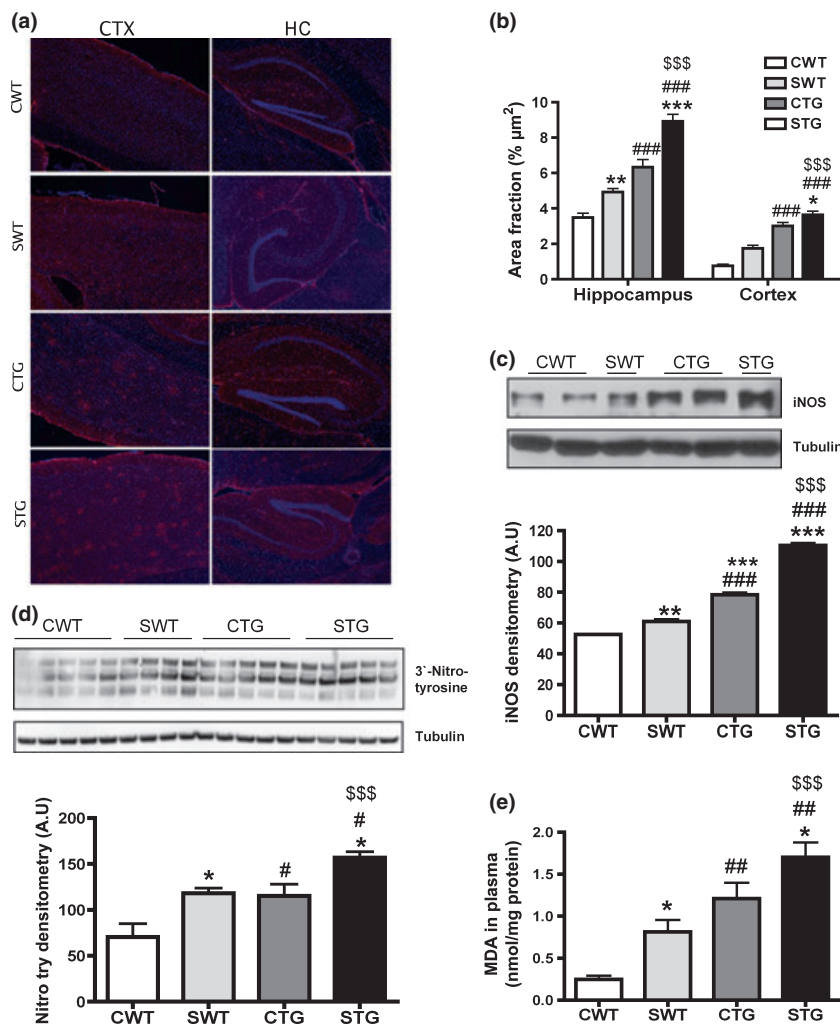 (a)
CTX HC
CWT
SWT
CTG
STG
(b)
CWT
SWT
CTG
STG
Area fraction (% µm²)
10
8
6
4
2
0
**
###
$$$
###
***
###
$$$
###
*
Hippocampus Cortex
(c)
CWT SWT CTG STG
iNOS
Tubulin
iNOS densitometry (A.U)
120
100
80
60
40
20
0
**
***
###
$$$
###
***
CWT SWT CTG STG
(d)
CWT SWT CTG STG
3`-Nitro-
tyrosine
Tubulin
Nitro try densitometry (A.U)
200
150
100
50
0
*
#
$$$
#
*
CWT SWT CTG STG
(e)
MDA in plasma
(nmol/mg protein)
2.0
1.5
1.0
0.5
0.0
*
##
$$$
##
*
CWT SWT CTG STG